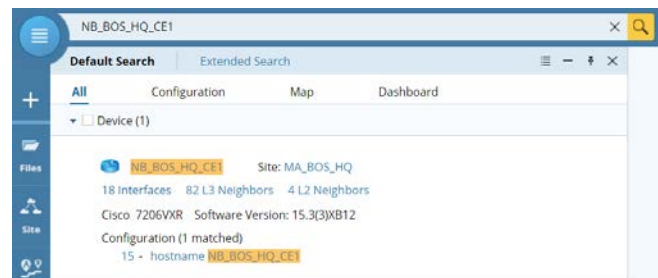 NB_BOS_HQ_CE1
Default Search Extended Search
All Configuration Map Dashboard
Device (1)
Files
NB_BOS_HQ_CE1 Site: MA_BOS_HQ
18 Interfaces 82 L3 Neighbors 4 L2 Neighbors
Site
Cisco 7206VXR Software Version: 15.3(3)XB12
Configuration (1 matched)
15 - hostname NB_BOS_HQ_CE1